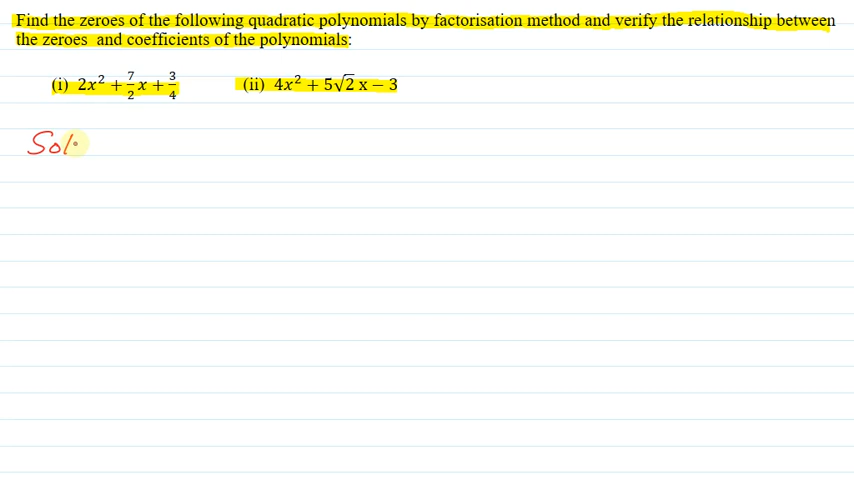 Find the zeroes of the following quadratic polynomials by factorisation method and verify the relationship between
the zeroes and coefficients of the polynomials:
(i) 2x² + 7/2 x + 3/4 (ii) 4x² + 5√2 x − 3
Sol